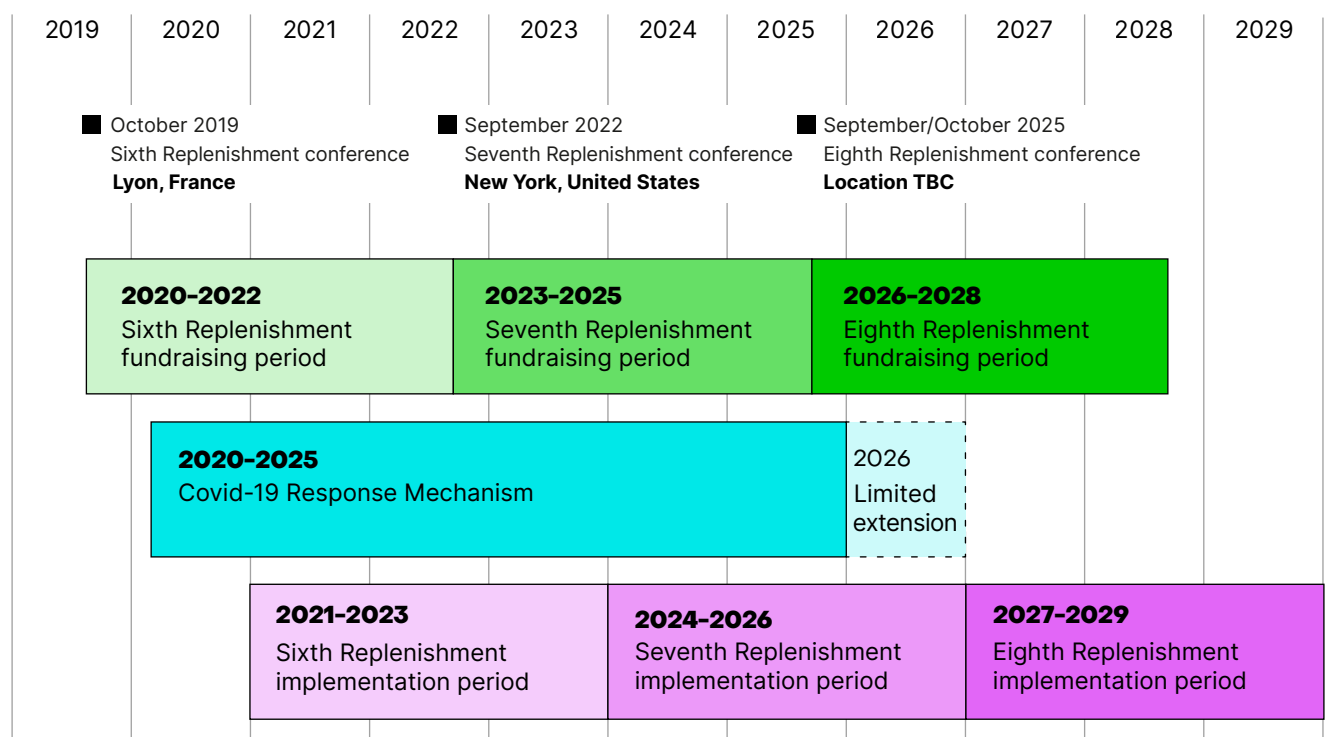 2019 2020 2021 2022 2023 2024 2025 2026 2027 2028 2029
October 2019
Sixth Replenishment conference
Lyon, France
September 2022
Seventh Replenishment conference
New York, United States
September/October 2025
Eighth Replenishment conference
Location TBC
2020–2022
Sixth Replenishment
fundraising period
2023–2025
Seventh Replenishment
fundraising period
2026–2028
Eighth Replenishment
fundraising period
2020–2025
Covid-19 Response Mechanism
2026
Limited
extension
2021–2023
Sixth Replenishment
implementation period
2024–2026
Seventh Replenishment
implementation period
2027–2029
Eighth Replenishment
implementation period